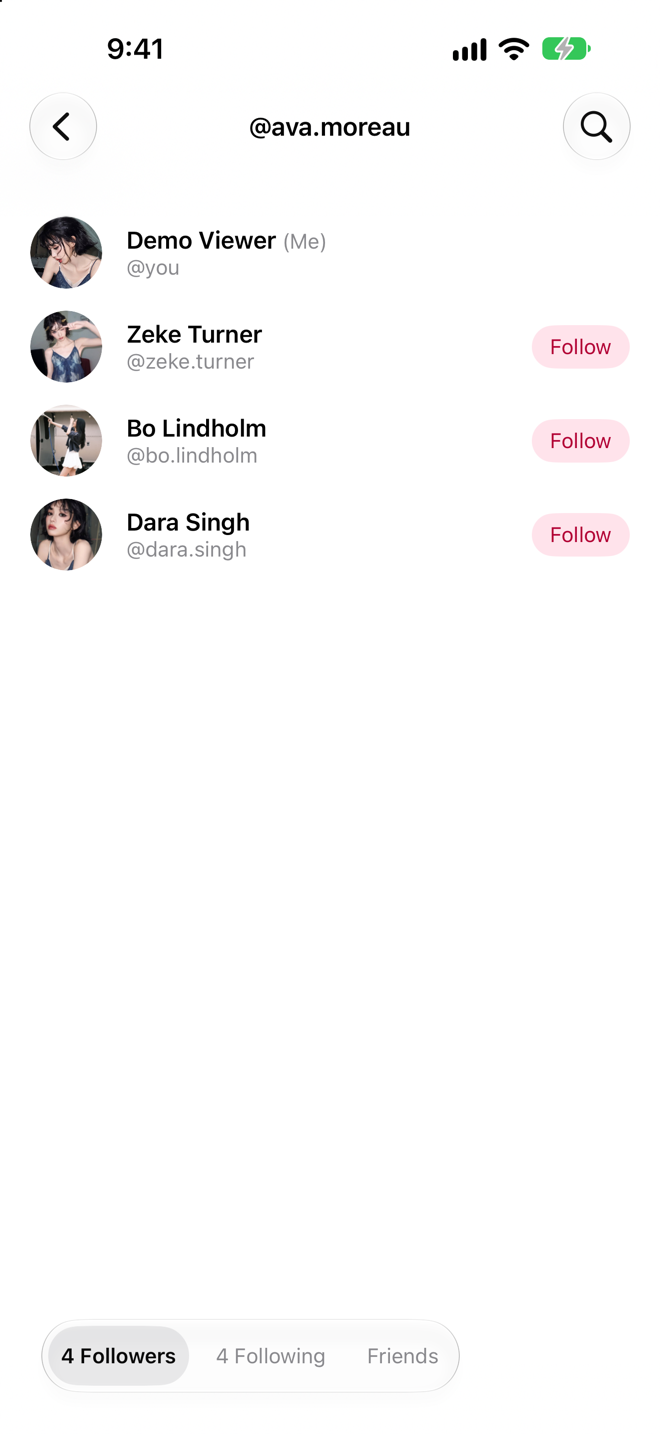 9:41
@ava.moreau
Demo Viewer (Me)
@you
Zeke Turner
@zeke.turner
Follow
Bo Lindholm
@bo.lindholm
Follow
Dara Singh
@dara.singh
Follow
4 Followers 4 Following Friends